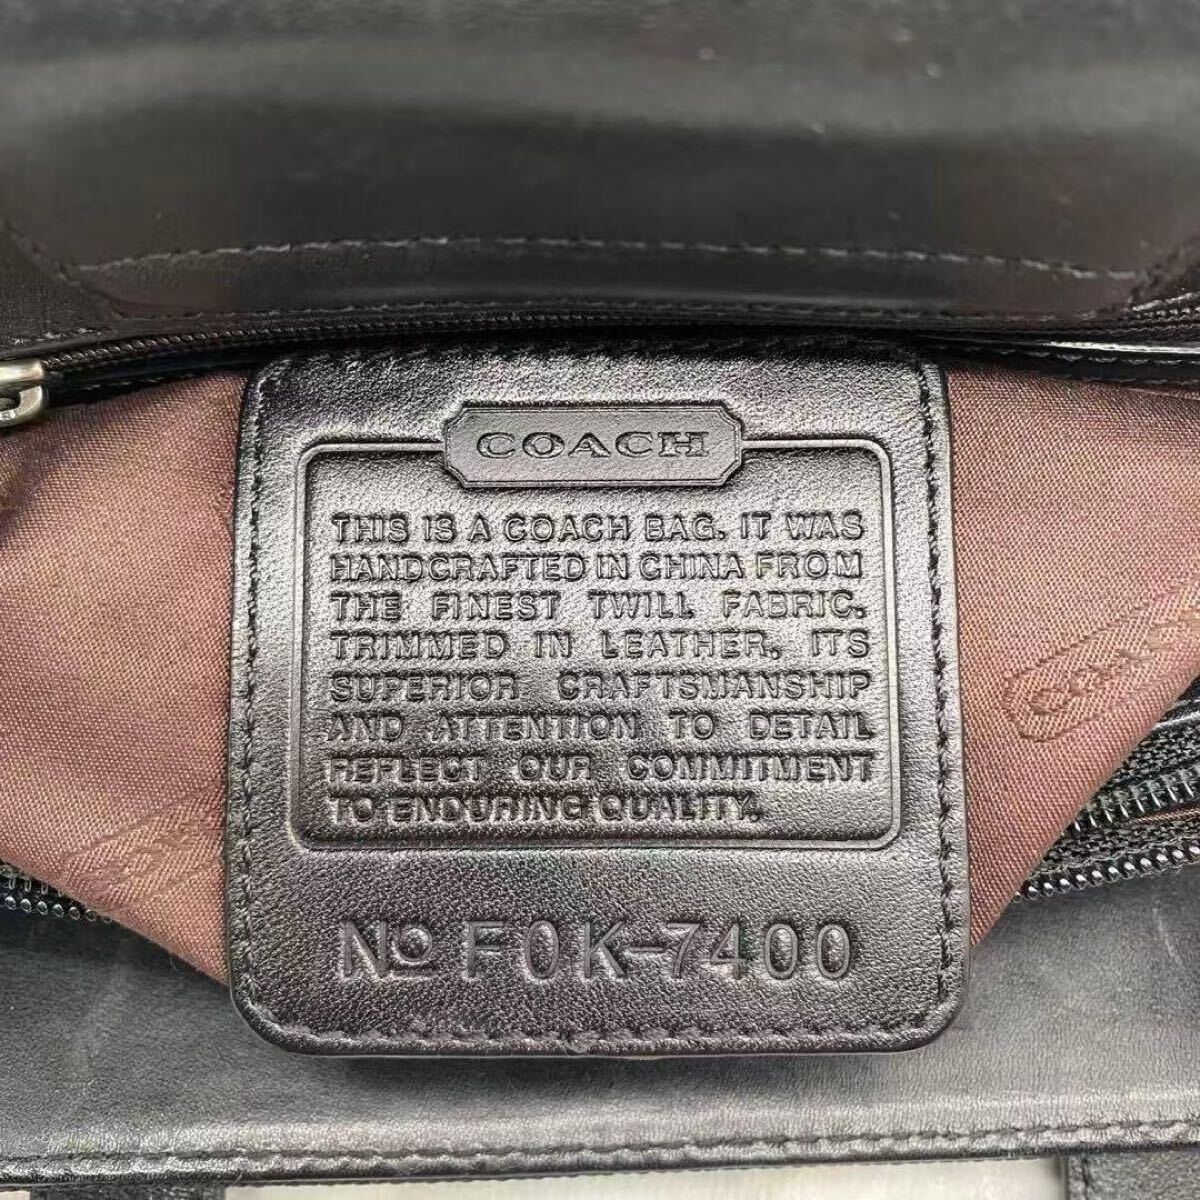 COACH
THIS IS A COACH BAG. IT WAS
HANDCRAFTED IN CHINA FROM
THE FINEST TWILL FABRIC.
TRIMMED IN LEATHER. ITS
SUPERIOR CRAFTSMANSHIP
AND ATTENTION TO DETAIL
REFLECT OUR COMMITMENT
TO ENDURING QUALITY.
No F0K-7400
COACH